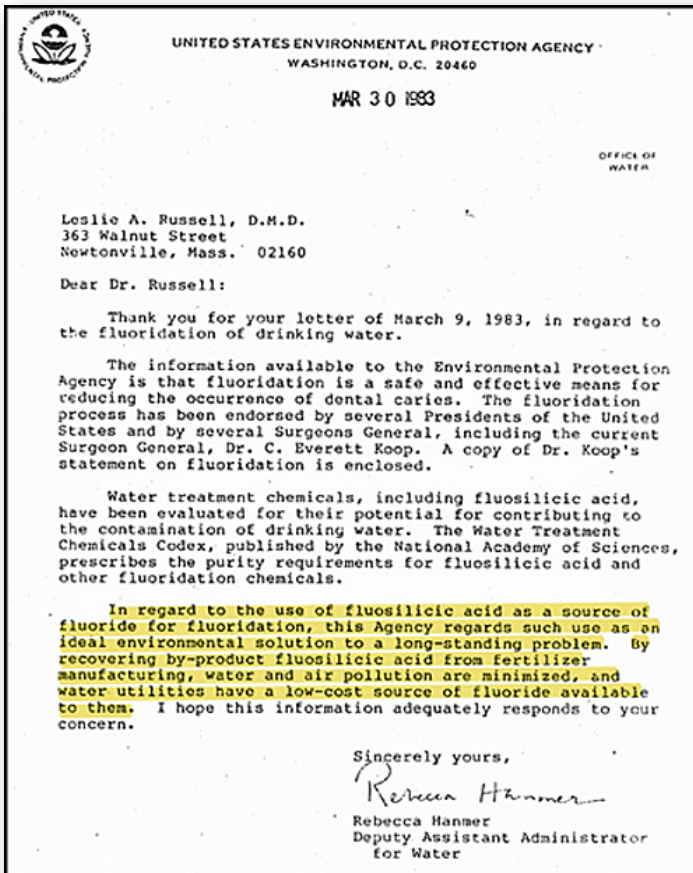 UNITED STATES
ENVIRONMENTAL PROTECTION
UNITED STATES ENVIRONMENTAL PROTECTION AGENCY
WASHINGTON, D.C. 20460
MAR 30 1983
OFFICE OF
WATER
Leslie A. Russell, D.M.D.
363 Walnut Street
Newtonville, Mass. 02160
Dear Dr. Russell:
Thank you for your letter of March 9, 1983, in regard to
the fluoridation of drinking water.
The information available to the Environmental Protection
Agency is that fluoridation is a safe and effective means for
reducing the occurrence of dental caries. The fluoridation
process has been endorsed by several Presidents of the United
States and by several Surgeons General, including the current
Surgeon General, Dr. C. Everett Koop. A copy of Dr. Koop's
statement on fluoridation is enclosed.
Water treatment chemicals, including fluosilicic acid,
have been evaluated for their potential for contributing to
the contamination of drinking water. The Water Treatment
Chemicals Codex, published by the National Academy of Sciences,
prescribes the purity requirements for fluosilicic acid and
other fluoridation chemicals.
In regard to the use of fluosilicic acid as a source of
fluoride for fluoridation, this Agency regards such use as an
ideal environmental solution to a long-standing problem. By
recovering by-product fluosilicic acid from fertilizer
manufacturing, water and air pollution are minimized, and
water utilities have a low-cost source of fluoride available
to them. I hope this information adequately responds to your
concern.
Sincerely yours,
Rebecca Hanmer
Rebecca Hanmer
Deputy Assistant Administrator
for Water